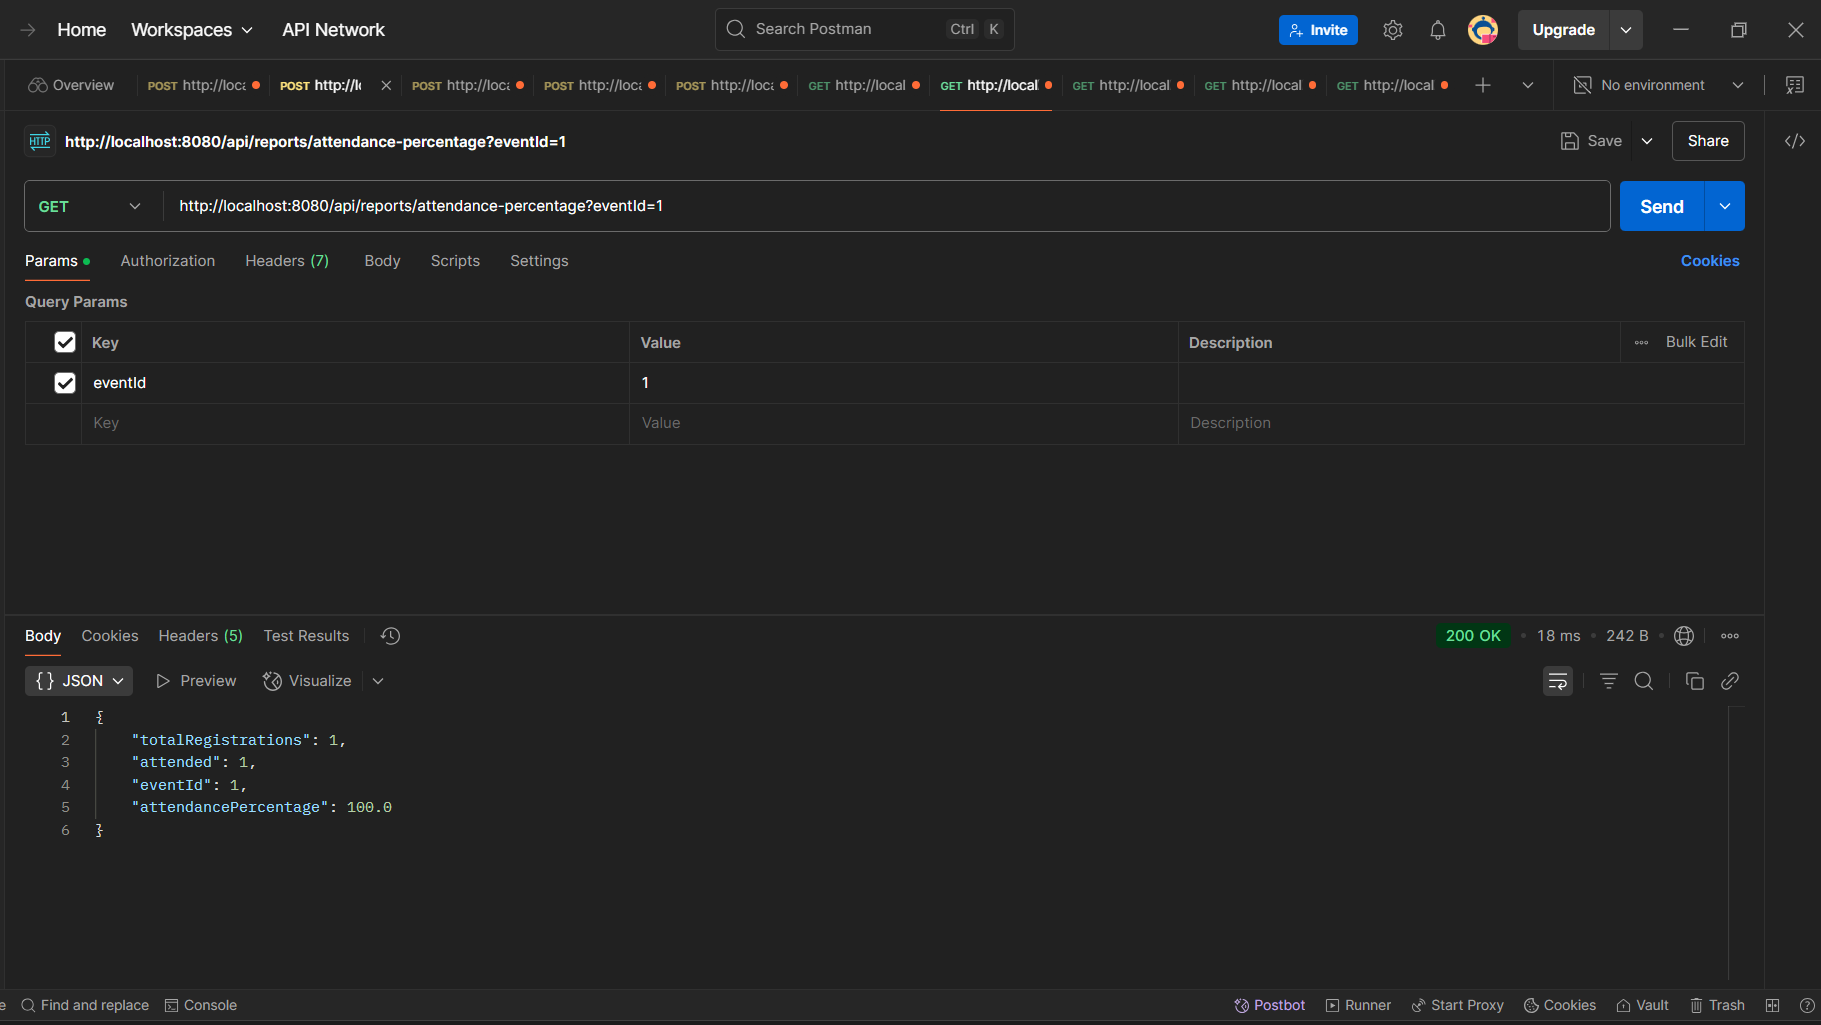 Home Workspaces API Network Search Postman Ctrl K Invite Upgrade
Overview POST http://loca POST http://lo POST http://loca POST http://loca POST http://loca GET http://local GET http://local GET http://local GET http://local GET http://local No environment
HTTP http://localhost:8080/api/reports/attendance-percentage?eventId=1 Save Share
GET http://localhost:8080/api/reports/attendance-percentage?eventId=1 Send
Params Authorization Headers (7) Body Scripts Settings Cookies
Query Params
Key Value Description Bulk Edit
eventId 1
Key Value Description
Body Cookies Headers (5) Test Results 200 OK 18 ms 242 B
{} JSON Preview Visualize
1 {
2 "totalRegistrations": 1,
3 "attended": 1,
4 "eventId": 1,
5 "attendancePercentage": 100.0
6 }
e Find and replace Console Postbot Runner Start Proxy Cookies Vault Trash